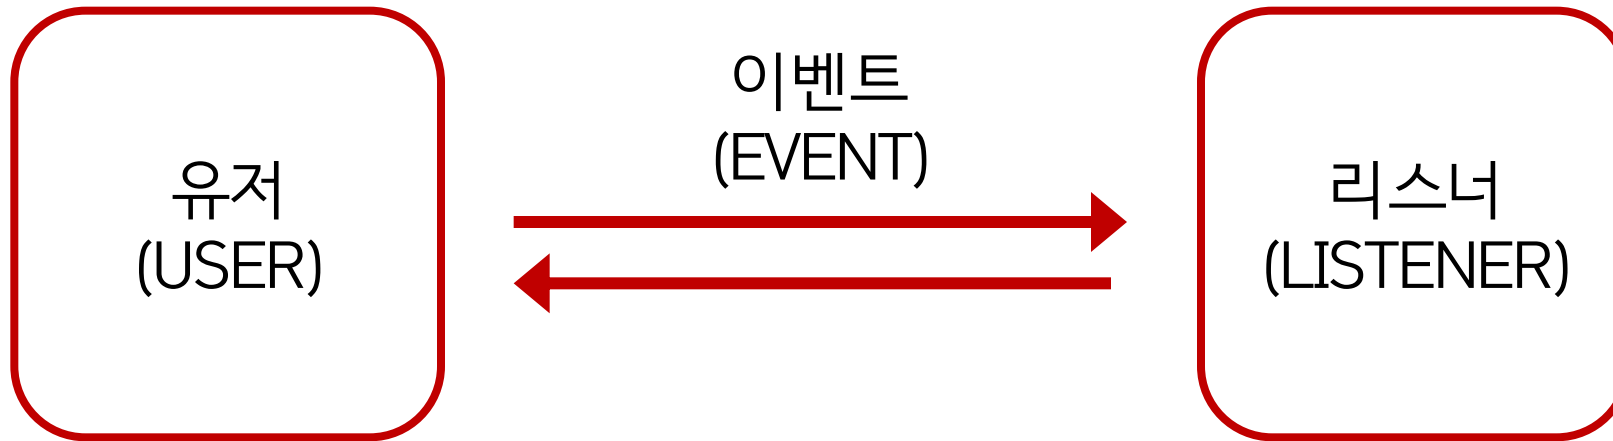 유저
(USER)
이벤트
(EVENT)
리스너
(LISTENER)